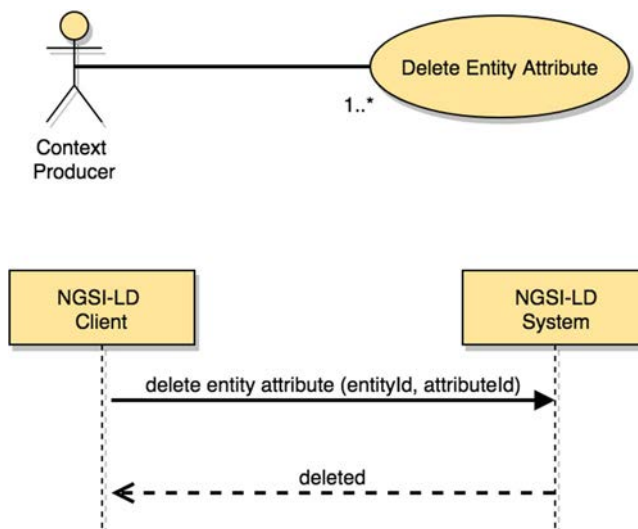 Delete Entity Attribute
1..*
Context
Producer
NGSI-LD
Client
NGSI-LD
System
delete entity attribute (entityId, attributeId)
deleted